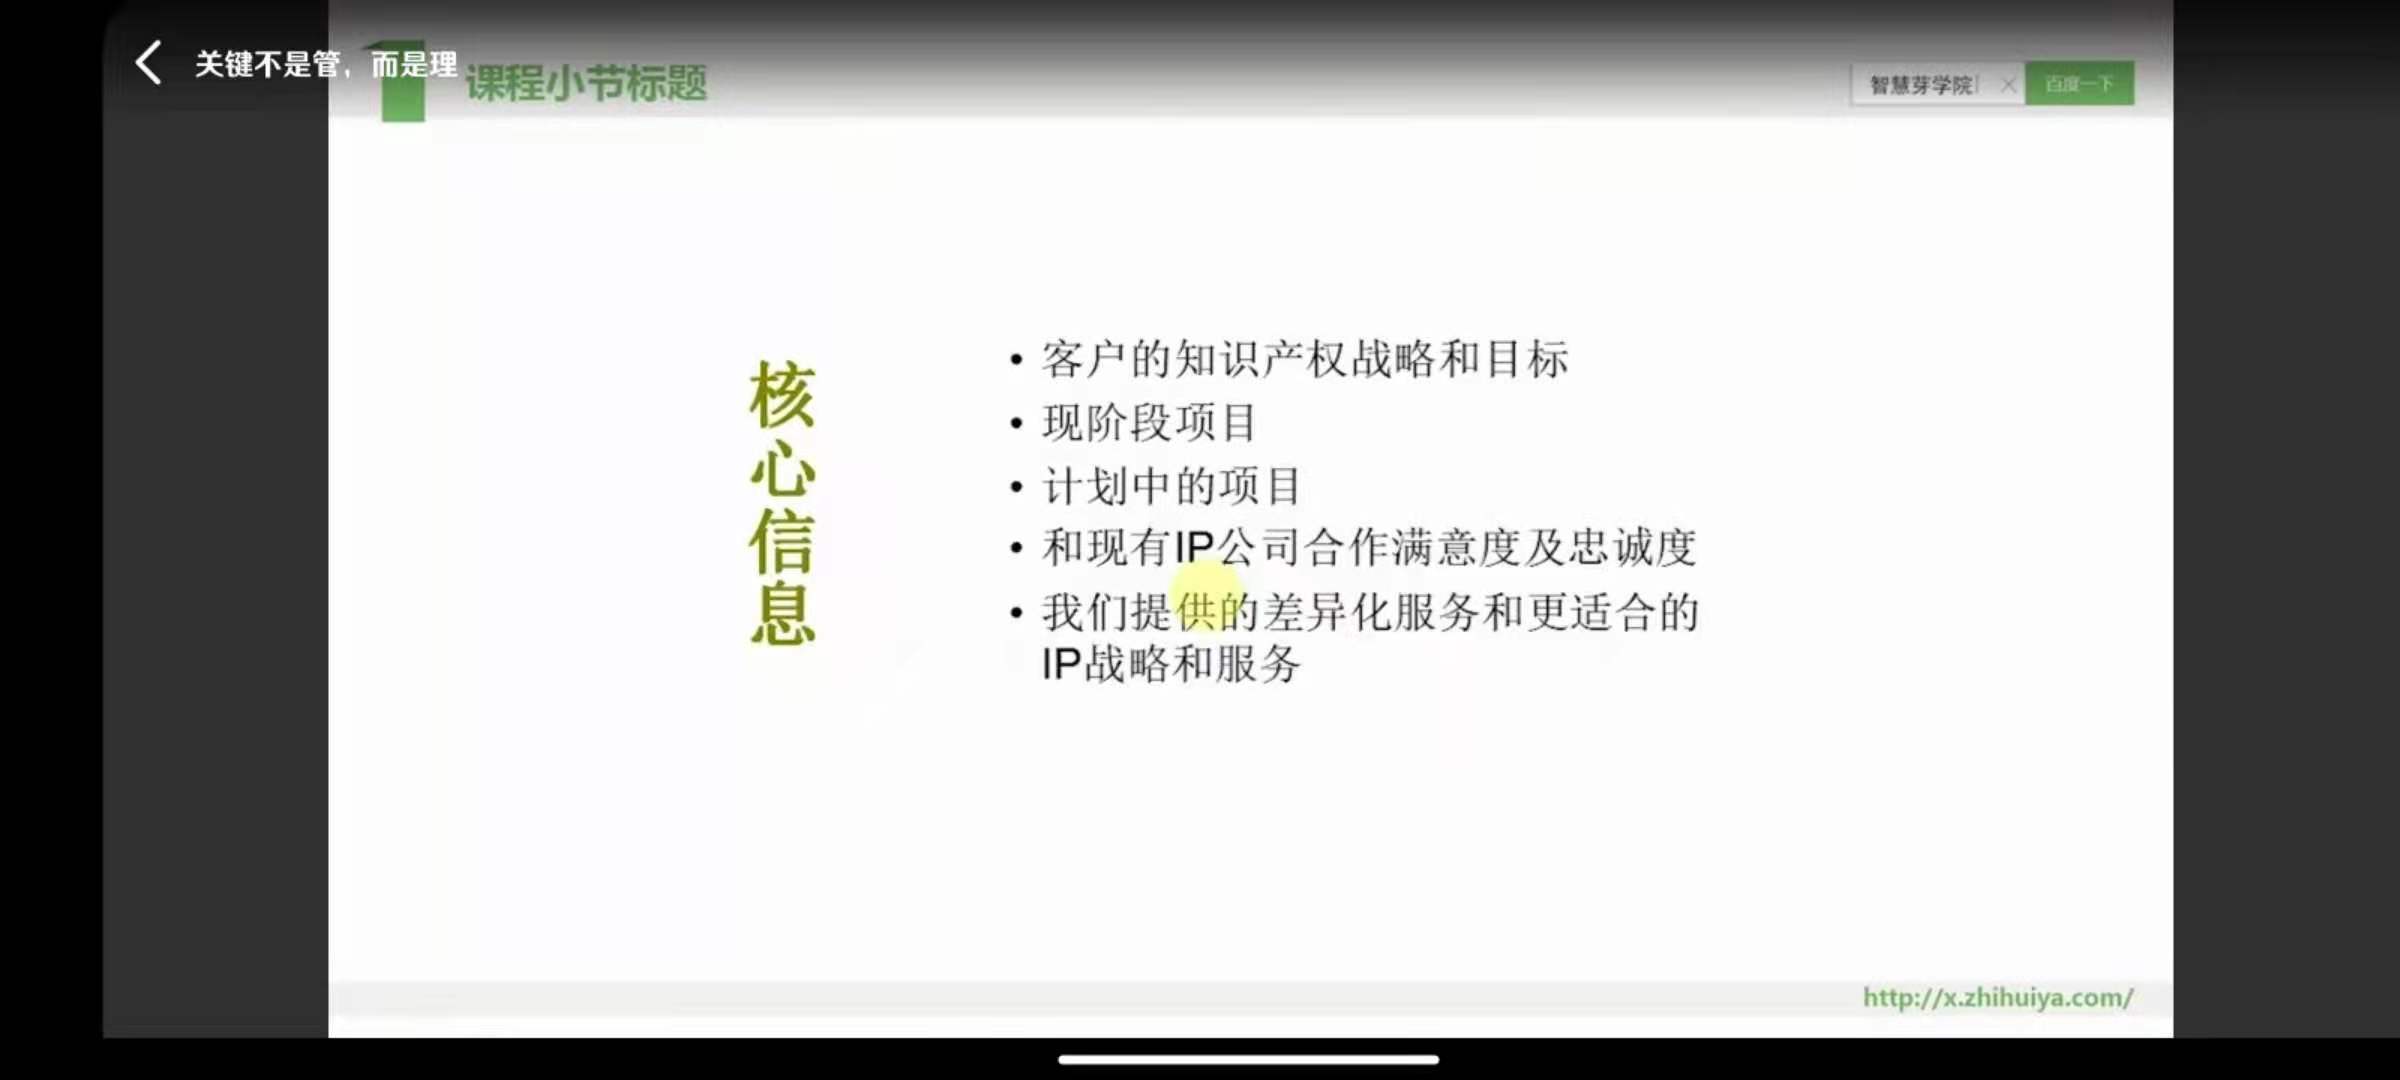 关键不是管，而是理
课程小节标题
智慧芽学院
百度一下
核心信息
• 客户的知识产权战略和目标
• 现阶段项目
• 计划中的项目
• 和现有IP公司合作满意度及忠诚度
• 我们提供的差异化服务和更适合的
IP战略和服务
http://x.zhihuiya.com/